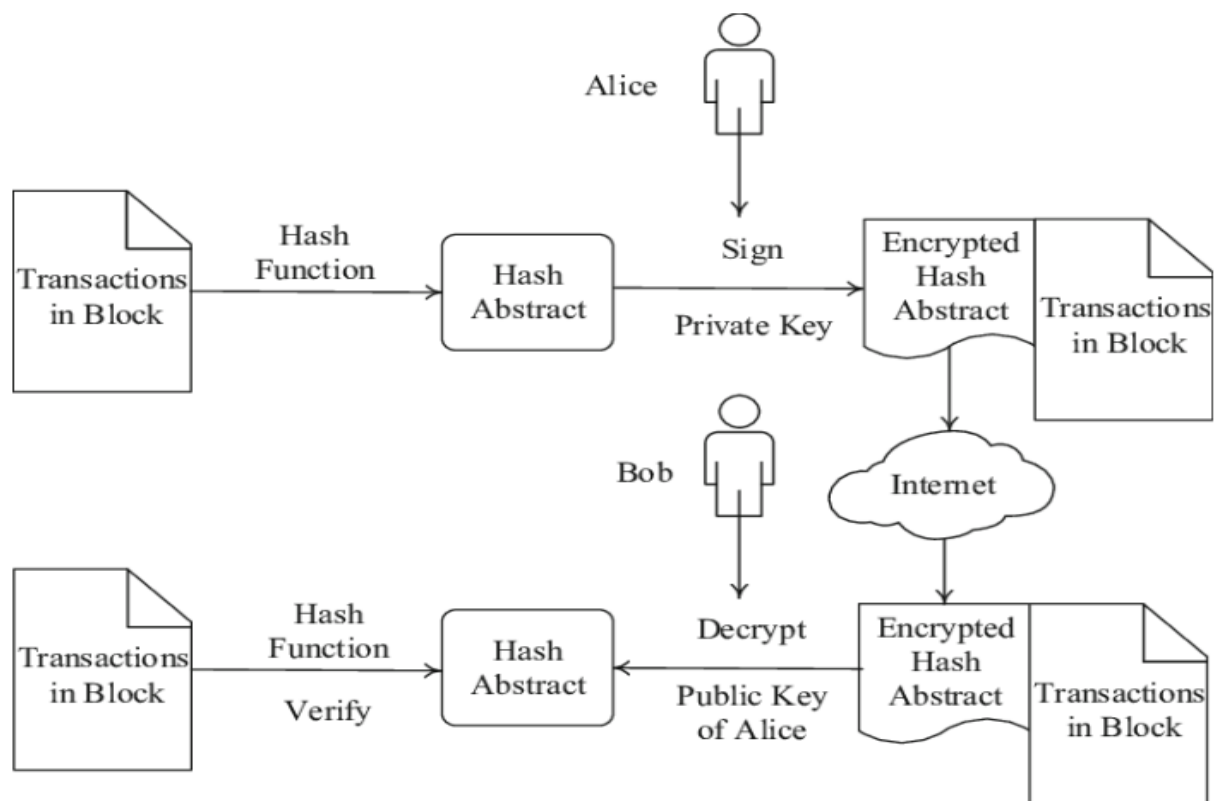 Alice
Transactions
in Block
Hash
Function
Hash
Abstract
Sign
Private Key
Encrypted
Hash
Abstract
Transactions
in Block
Internet
Bob
Transactions
in Block
Hash
Function
Verify
Hash
Abstract
Decrypt
Public Key
of Alice
Encrypted
Hash
Abstract
Transactions
in Block